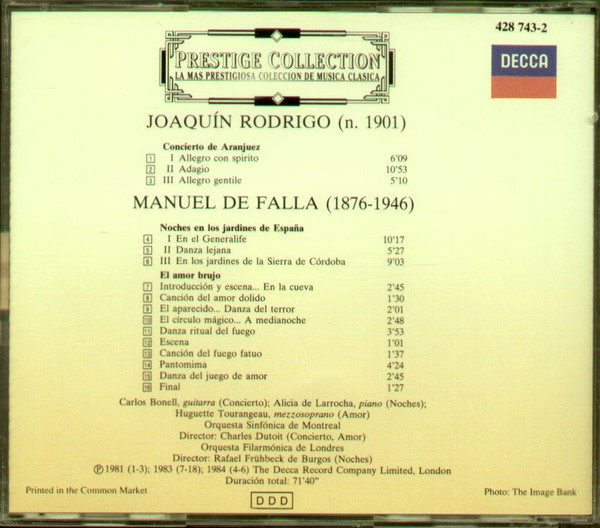 428 743-2
PRESTIGE COLLECTION
LA MAS PRESTIGIOSA COLECCION DE MUSICA CLASICA
DECCA
JOAQUÍN RODRIGO (n. 1901)
Concierto de Aranjuez
1 I Allegro con spirito 6'09
2 II Adagio 10'53
3 III Allegro gentile 5'10
MANUEL DE FALLA (1876-1946)
Noches en los jardines de España
4 I En el Generalife 10'17
5 II Danza lejana 5'27
6 III En los jardines de la Sierra de Córdoba 9'03
El amor brujo
7 Introducción y escena... En la cueva 2'45
8 Canción del amor dolido 1'30
9 El aparecido... Danza del terror 2'01
10 El círculo mágico... A medianoche 2'48
11 Danza ritual del fuego 3'53
12 Escena 1'01
13 Canción del fuego fatuo 1'37
14 Pantomima 4'24
15 Danza del juego de amor 2'45
16 Final 1'27
Carlos Bonell, guitarra (Concierto); Alicia de Larrocha, piano (Noches);
Huguette Tourangeau, mezzosoprano (Amor)
Orquesta Sinfónica de Montreal
Director: Charles Dutoit (Concierto, Amor)
Orquesta Filarmónica de Londres
Director: Rafael Frühbeck de Burgos (Noches)
℗ 1981 (1-3); 1983 (7-18); 1984 (4-6) The Decca Record Company Limited, London
Duración total: 71'40"
Printed in the Common Market
DDD
Photo: The Image Bank